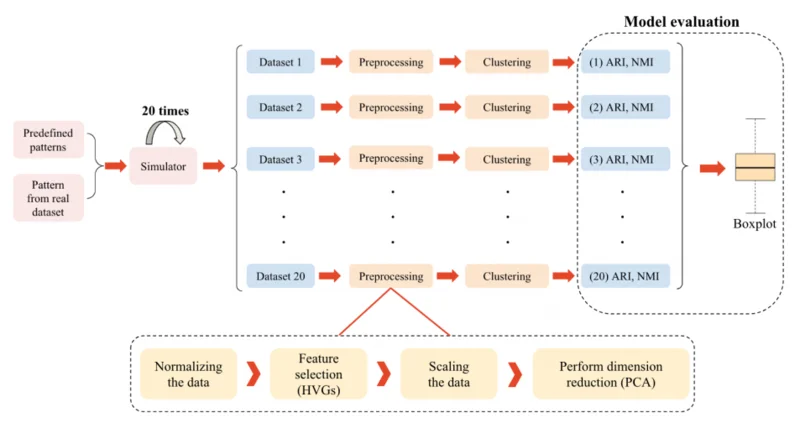 Model evaluation
Dataset 1
Preprocessing
Clustering
(1) ARI, NMI
Dataset 2
Preprocessing
Clustering
(2) ARI, NMI
20 times
Predefined
patterns
Simulator
Pattern
from real
dataset
Dataset 3
Preprocessing
Clustering
(3) ARI, NMI
Boxplot
Dataset 20
Preprocessing
Clustering
(20) ARI, NMI
Normalizing
the data
Feature
selection
(HVGs)
Scaling
the data
Perform dimension
reduction (PCA)